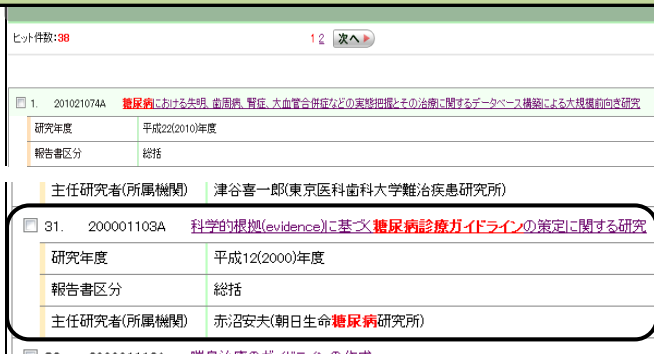 ヒット件数:38 1 2 次へ
1. 201021074A 糖尿病における失明、歯周病、腎症、大血管合併症などの実態把握とその治療に関するデータベース構築による大規模前向き研究
研究年度 平成22(2010)年度
報告書区分 総括
主任研究者(所属機関) 津谷喜一郎(東京医科歯科大学難治疾患研究所)
31. 200001103A 科学的根拠(evidence)に基づく糖尿病診療ガイドラインの策定に関する研究
研究年度 平成12(2000)年度
報告書区分 総括
主任研究者(所属機関) 赤沼安夫(朝日生命糖尿病研究所)